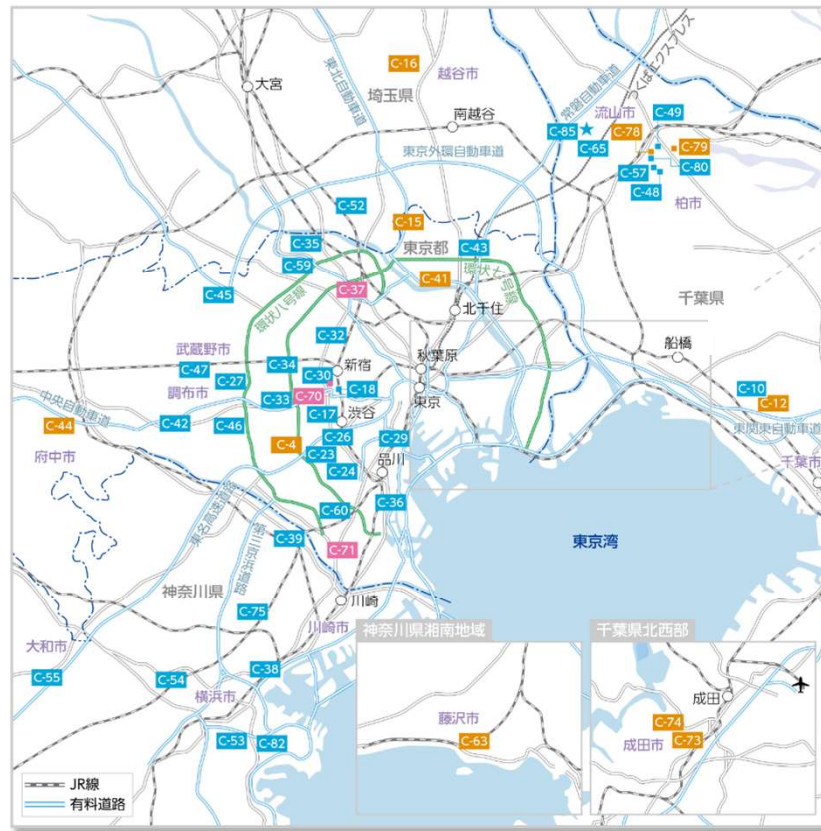 C-16
越谷市
大宮
東北自動車道
埼玉県
常磐自動車道
つくばエクスプレス
南越谷
流山市
C-49
C-85
C-78
C-65
C-79
C-80
C-57
C-48
柏市
東京外環自動車道
C-52
C-15
C-35
東京都
C-43
C-59
環状七号線
C-41
C-45
C-37
環状八号線
北千住
千葉県
C-32
武蔵野市
船橋
C-47
C-34
新宿
秋葉原
C-27
C-30
調布市
C-70
C-18
東京
C-10
C-12
中央自動車道
C-33
C-17
渋谷
C-44
C-42
C-46
東関東自動車道
C-4
C-26
C-29
C-23
府中市
品川
千葉市
C-24
東名高速道路
C-36
C-60
第三京浜道路
C-39
C-71
東京湾
神奈川県
川崎
C-75
川崎市
神奈川県湘南地域
千葉県北西部
大和市
C-38
C-55
C-54
横浜市
成田
藤沢市
C-74
C-53
C-82
C-63
成田市
C-73
JR線
有料道路